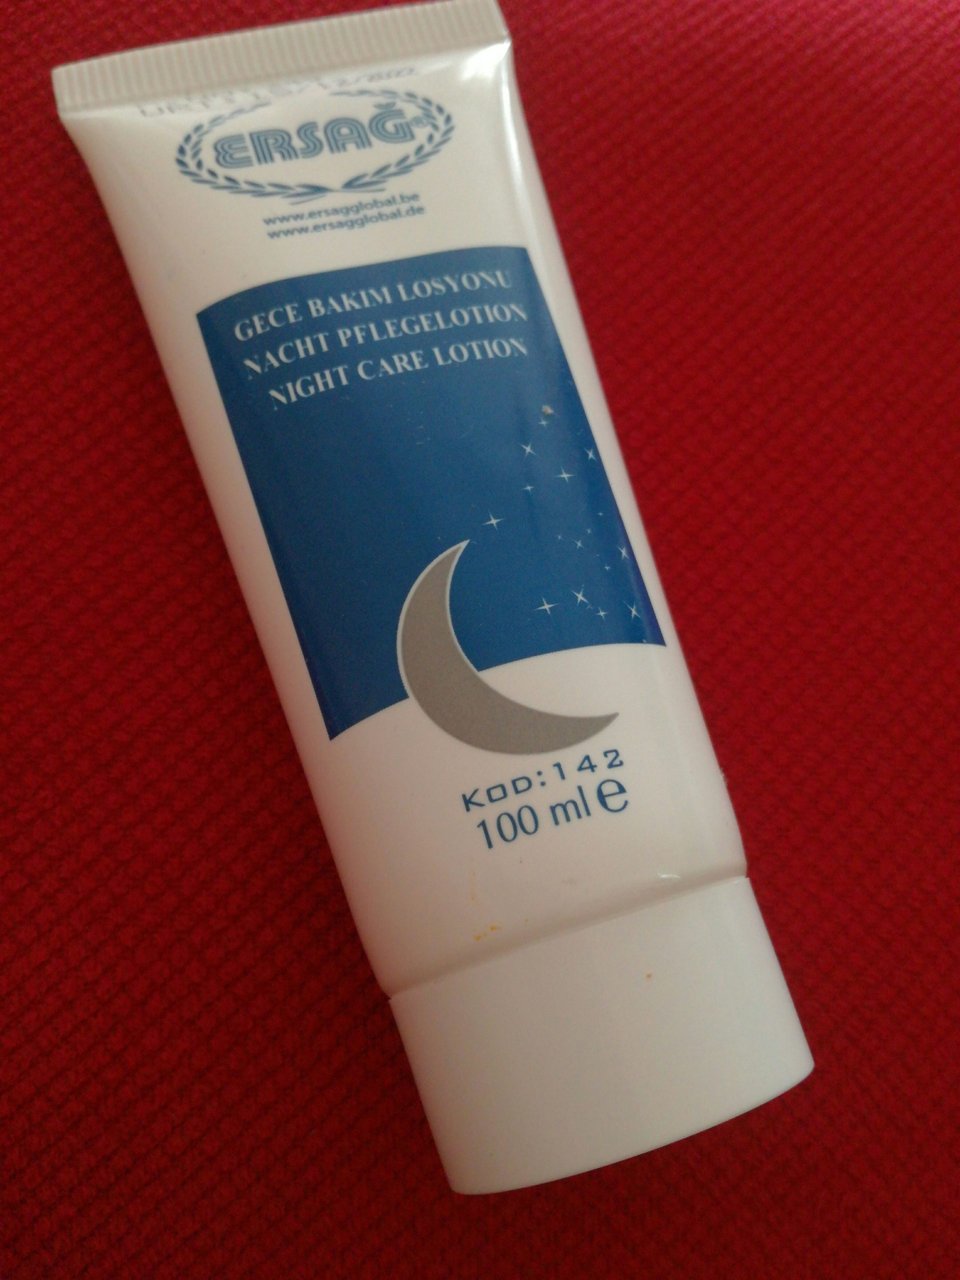 ERSAĞ®
www.ersagglobal.be
www.ersagglobal.de
GECE BAKIM LOSYONU
NACHT PFLEGELOTION
NIGHT CARE LOTION
KOD:142
100 ml e